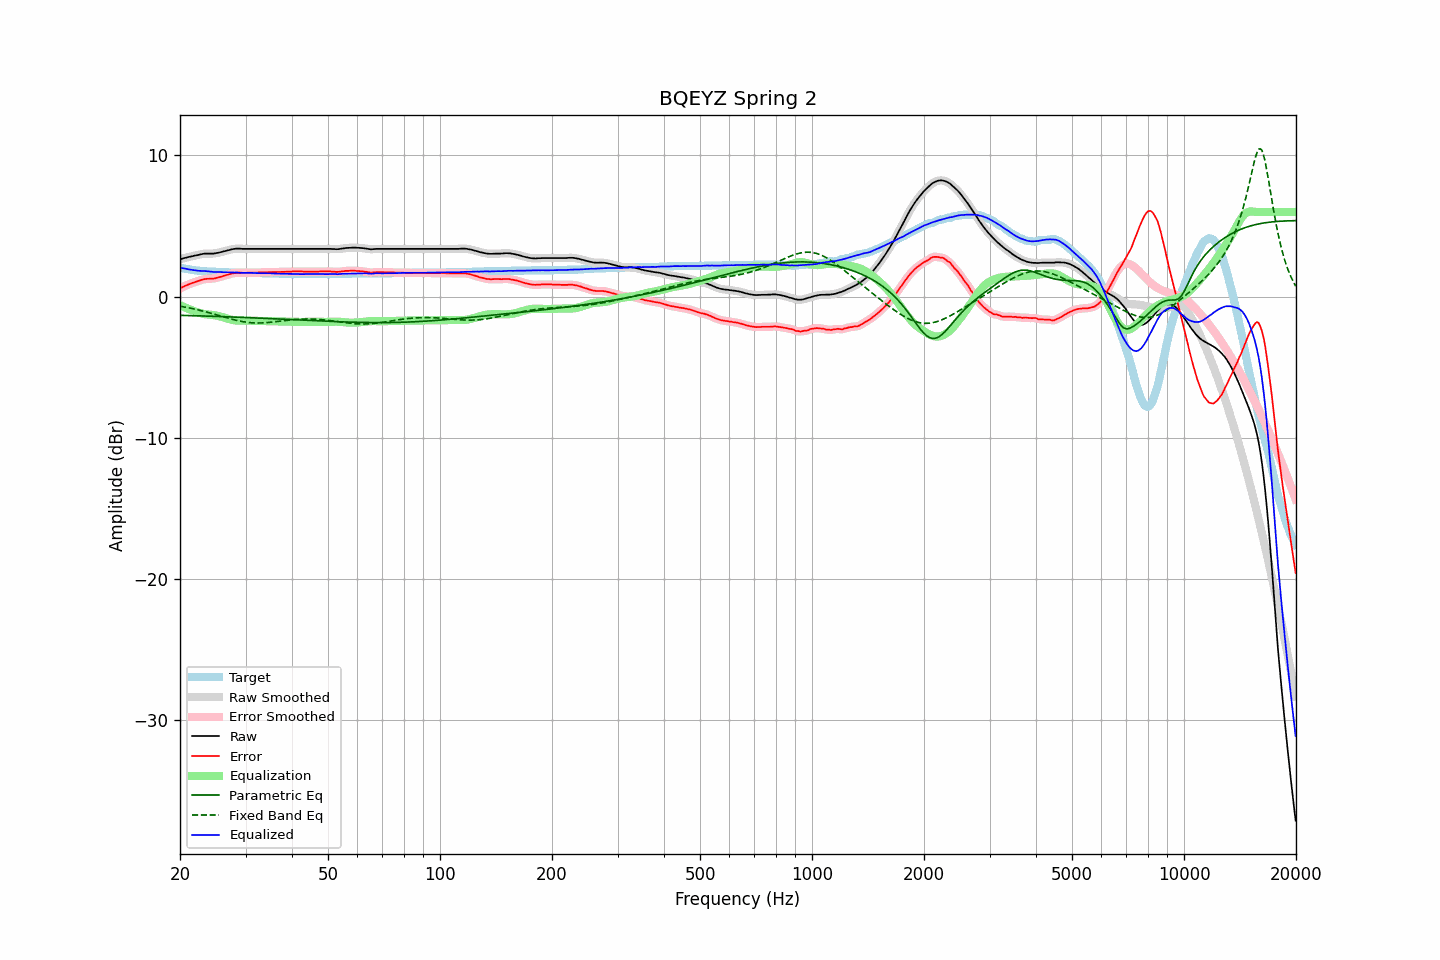 BQEYZ Spring 2
10
0
−10
−20
−30
Amplitude (dBr)
Target
Raw Smoothed
Error Smoothed
Raw
Error
Equalization
Parametric Eq
Fixed Band Eq
Equalized
20 50 100 200 500 1000 2000 5000 10000 20000
Frequency (Hz)